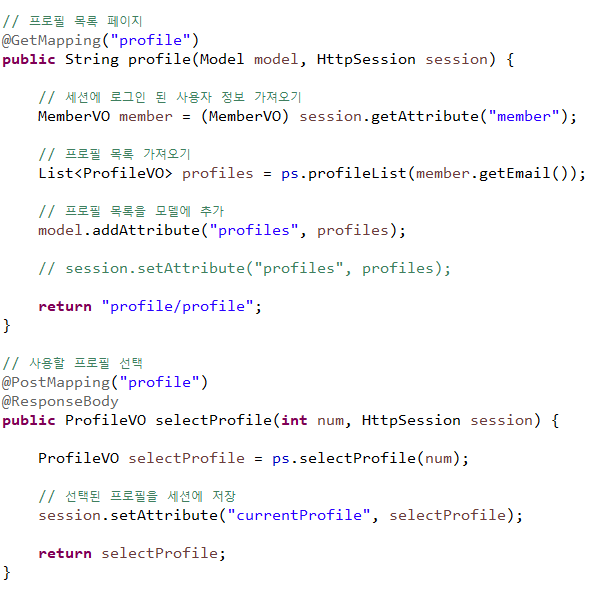 // 프로필 목록 페이지
@GetMapping("profile")
public String profile(Model model, HttpSession session) {
// 세션에 로그인 된 사용자 정보 가져오기
MemberVO member = (MemberVO) session.getAttribute("member");
// 프로필 목록 가져오기
List<ProfileVO> profiles = ps.profileList(member.getEmail());
// 프로필 목록을 모델에 추가
model.addAttribute("profiles", profiles);
// session.setAttribute("profiles", profiles);
return "profile/profile";
}
// 사용할 프로필 선택
@PostMapping("profile")
@ResponseBody
public ProfileVO selectProfile(int num, HttpSession session) {
ProfileVO selectProfile = ps.selectProfile(num);
// 선택된 프로필을 세션에 저장
session.setAttribute("currentProfile", selectProfile);
return selectProfile;
}